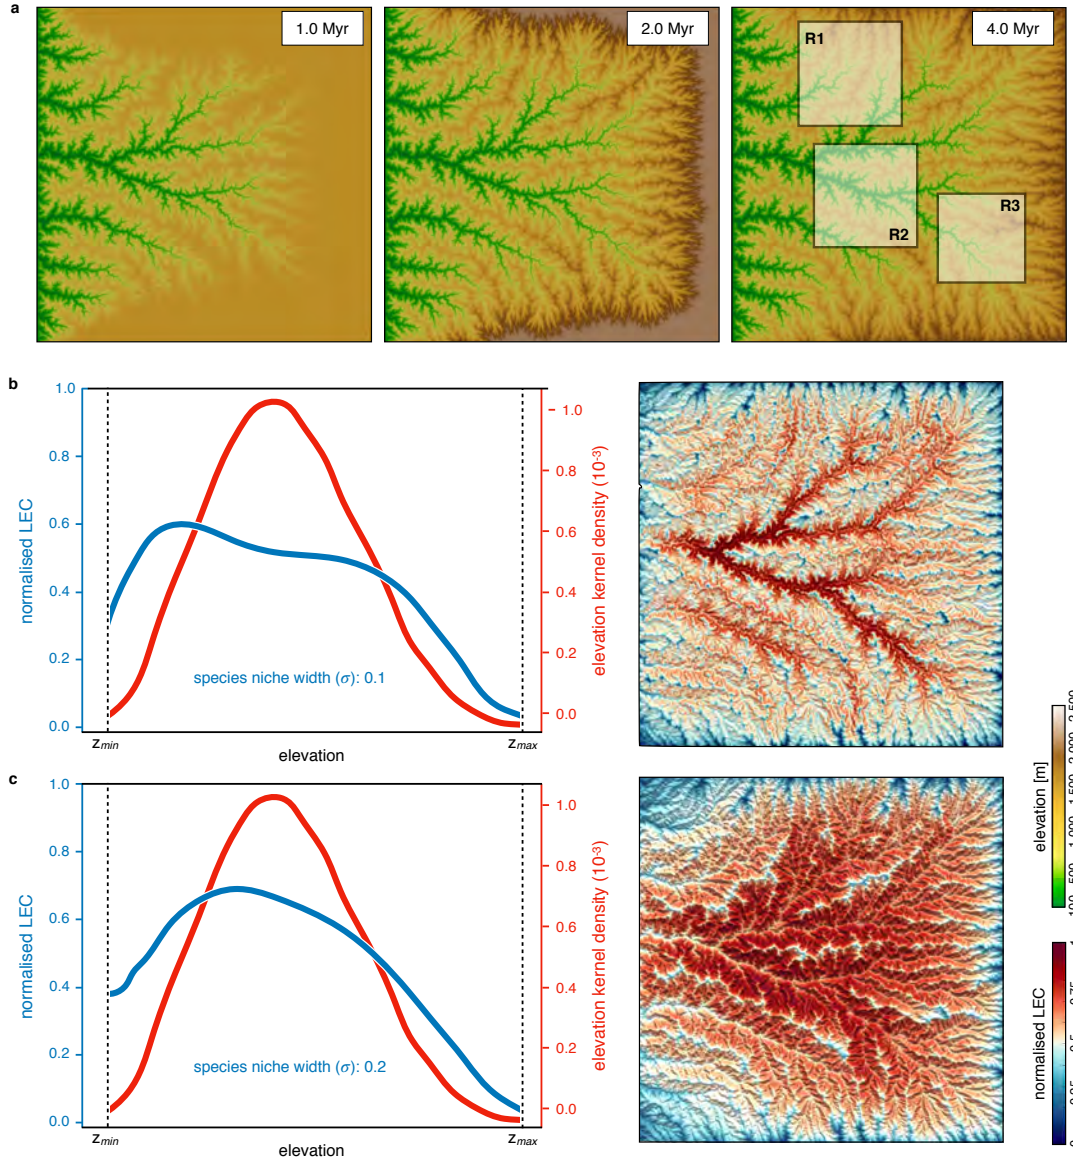 a
1.0 Myr
2.0 Myr
4.0 Myr
R1
R2
R3
b
1.0
0.8
0.6
0.4
0.2
0.0
normalised LEC
1.0
0.8
0.6
0.4
0.2
0.0
elevation kernel density (10-3)
species niche width (σ): 0.1
zmin
elevation
zmax
c
1.0
0.8
0.6
0.4
0.2
0.0
normalised LEC
1.0
0.8
0.6
0.4
0.2
0.0
elevation kernel density (10-3)
species niche width (σ): 0.2
zmin
elevation
zmax
elevation [m]
normalised LEC